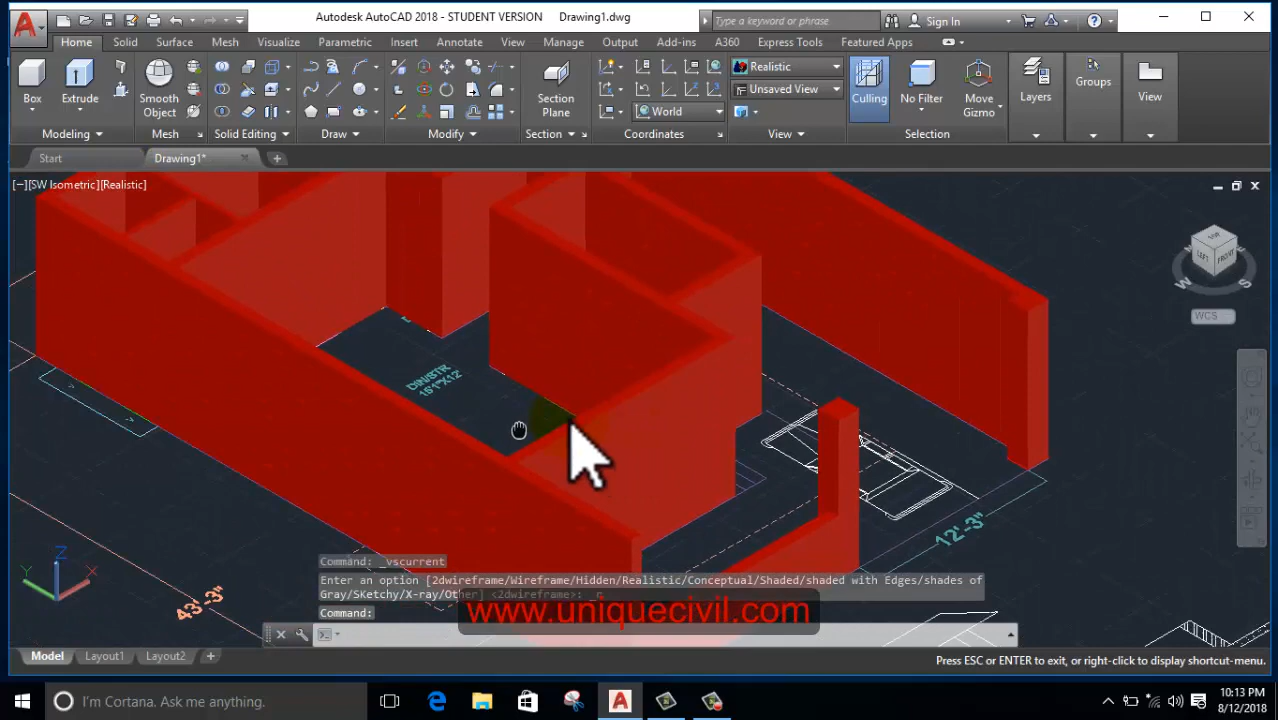 Autodesk AutoCAD 2018 - STUDENT VERSION Drawing1.dwg
Type a keyword or phrase
Sign In
Home Solid Surface Mesh Visualize Parametric Insert Annotate View Manage Output Add-ins A360 Express Tools Featured Apps
Realistic
Unsaved View
World
Box Extrude Smooth Object
Section Plane
Culling No Filter Move Gizmo Layers Groups View
Modeling Mesh Solid Editing Draw Modify Section Coordinates View Selection
Start Drawing1*
[−][SW Isometric][Realistic]
TOP
LEFT FRONT
W S
WCS
DIN/STR
15'1"X12'
12'-3"
43'-3"
Z
Y X
Command: _vscurrent
Enter an option [2dwireframe/Wireframe/Hidden/Realistic/Conceptual/Shaded/shaded with Edges/shades of
Gray/SKetchy/X-ray/Other] <2dwireframe>: _r
Command:
www.uniquecivil.com
Model Layout1 Layout2
Press ESC or ENTER to exit, or right-click to display shortcut-menu.
I'm Cortana. Ask me anything.
10:13 PM
8/12/2018